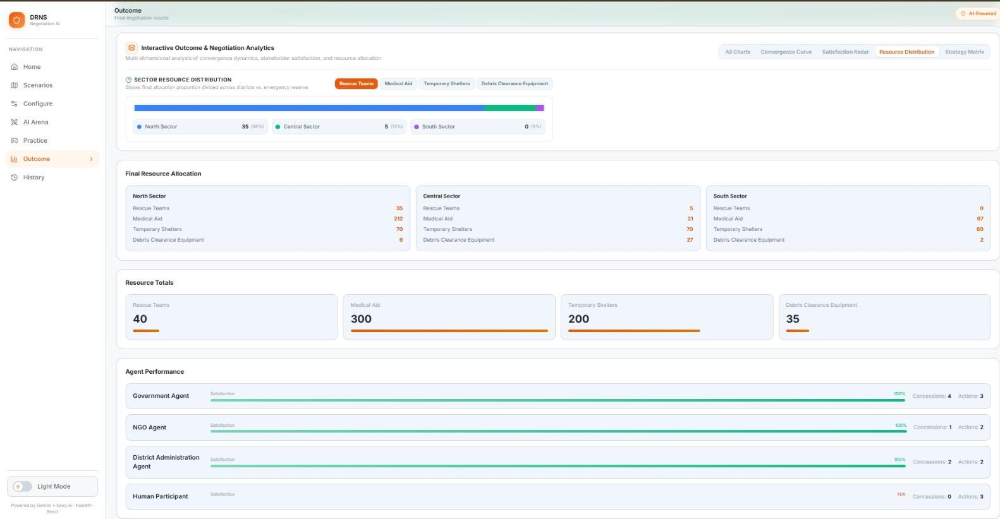 DRNS
Negotiation AI
NAVIGATION
Home
Scenarios
Configure
AI Arena
Practice
Outcome
History
Light Mode
Powered by Gemini + Groq AI · FastAPI ·
React
Outcome
Final negotiation results
AI-Powered
Interactive Outcome & Negotiation Analytics
Multi-dimensional analysis of convergence dynamics, stakeholder satisfaction, and resource allocation
All Charts Convergence Curve Satisfaction Radar Resource Distribution Strategy Matrix
SECTOR RESOURCE DISTRIBUTION
Shows final allocation proportion divided across districts vs. emergency reserve
Rescue Teams Medical Aid Temporary Shelters Debris Clearance Equipment
North Sector 35 (88%) Central Sector 5 (13%) South Sector 0 (0%)
Final Resource Allocation
North Sector
Rescue Teams 35
Medical Aid 212
Temporary Shelters 70
Debris Clearance Equipment 6
Central Sector
Rescue Teams 5
Medical Aid 21
Temporary Shelters 70
Debris Clearance Equipment 27
South Sector
Rescue Teams 0
Medical Aid 67
Temporary Shelters 60
Debris Clearance Equipment 2
Resource Totals
Rescue Teams
40
Medical Aid
300
Temporary Shelters
200
Debris Clearance Equipment
35
Agent Performance
Government Agent Satisfaction 100% Concessions: 4 Actions: 3
NGO Agent Satisfaction 100% Concessions: 1 Actions: 2
District Administration
Agent Satisfaction 100% Concessions: 2 Actions: 2
Human Participant Satisfaction N/A Concessions: 0 Actions: 3